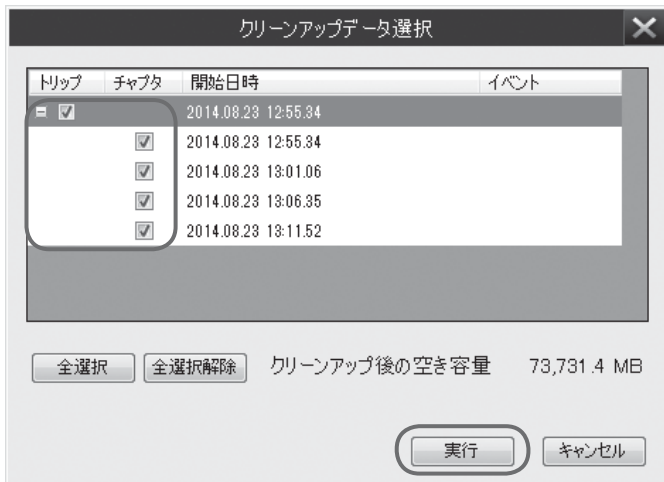 クリーンアップデータ選択
トリップ チャプタ 開始日時 イベント
2014.08.23 12:55.34
2014.08.23 12:55.34
2014.08.23 13:01.06
2014.08.23 13:06.35
2014.08.23 13:11.52
全選択 全選択解除 クリーンアップ後の空き容量 73,731.4 MB
実行 キャンセル